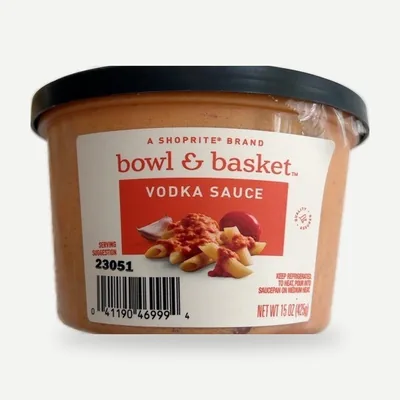 A SHOPRITE® BRAND
bowl & basket™
VODKA SAUCE
SERVING
SUGGESTION
23051
0 41190 46999 4
KEEP REFRIGERATED
TO HEAT, POUR INTO
SAUCEPAN ON MEDIUM HEAT.
NET WT 15 OZ (425g)